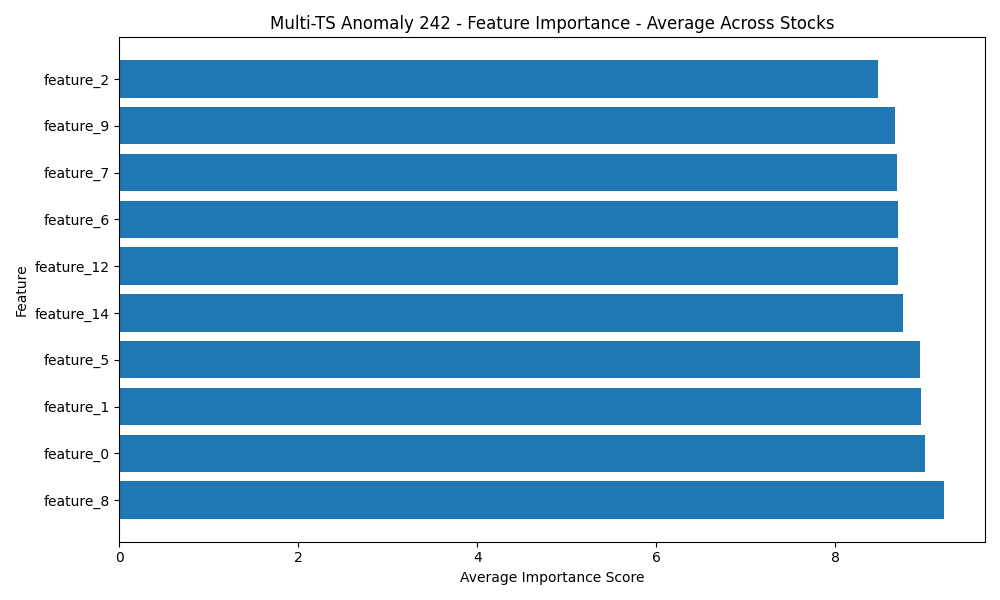 Multi-TS Anomaly 242 - Feature Importance - Average Across Stocks
feature_2
feature_9
feature_7
feature_6
feature_12
feature_14
feature_5
feature_1
feature_0
feature_8
Feature
0 2 4 6 8
Average Importance Score